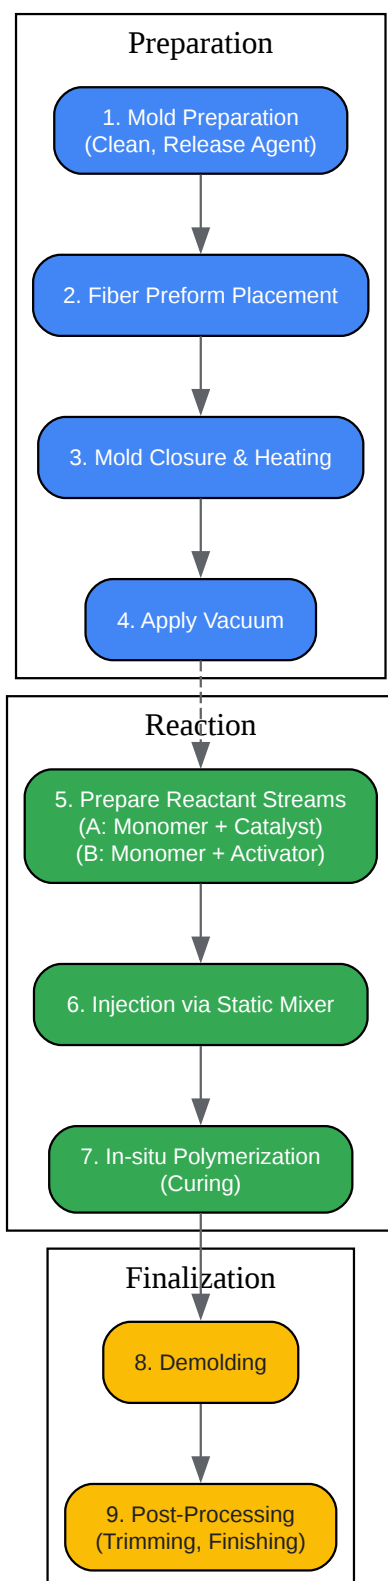 Preparation
1. Mold Preparation
(Clean, Release Agent)
2. Fiber Preform Placement
3. Mold Closure & Heating
4. Apply Vacuum
Reaction
5. Prepare Reactant Streams
(A: Monomer + Catalyst)
(B: Monomer + Activator)
6. Injection via Static Mixer
7. In-situ Polymerization
(Curing)
Finalization
8. Demolding
9. Post-Processing
(Trimming, Finishing)